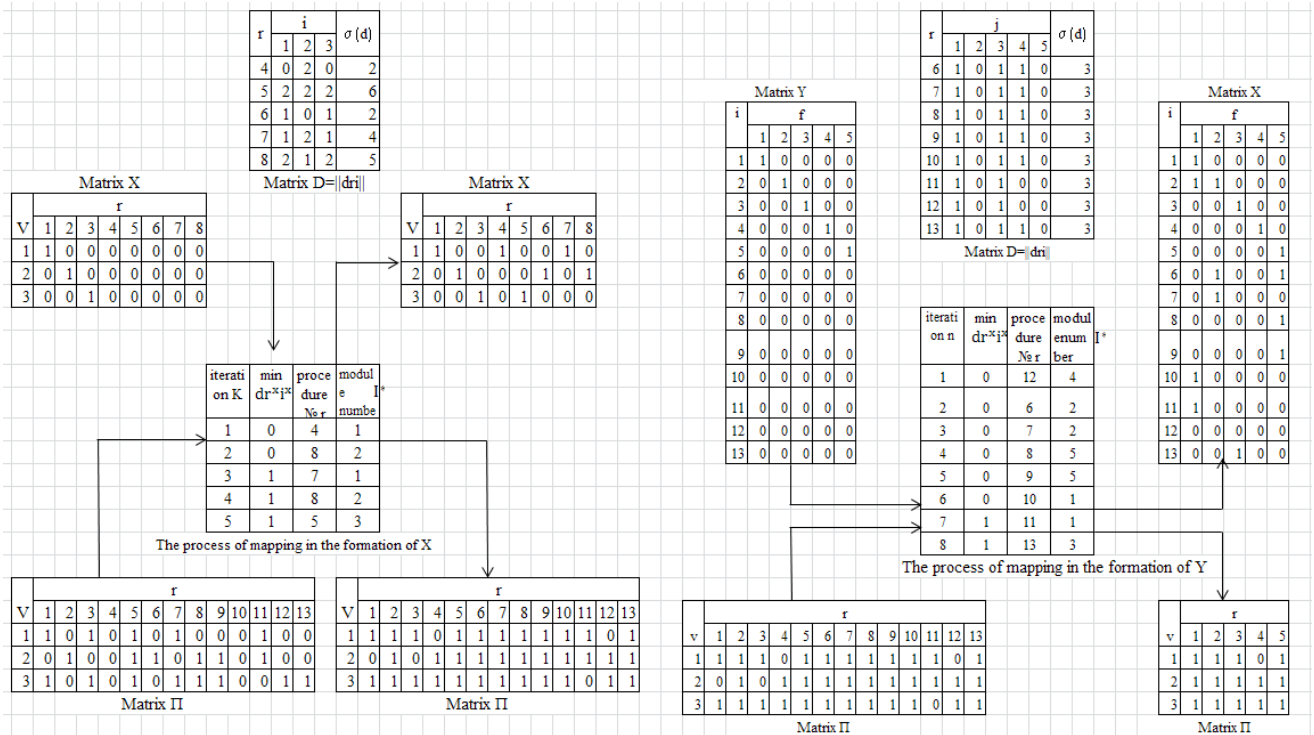 r i σ (d)
1 2 3
4 0 2 0 2
5 2 2 2 6
6 1 0 1 2
7 1 2 1 4
8 2 1 2 5
Matrix D=||dri||
Matrix X
r
V 1 2 3 4 5 6 7 8
1 1 0 0 0 0 0 0 0
2 0 1 0 0 0 0 0 0
3 0 0 1 0 0 0 0 0
Matrix X
r
V 1 2 3 4 5 6 7 8
1 1 0 0 1 0 0 1 0
2 0 1 0 0 0 1 0 1
3 0 0 1 0 1 0 0 0
iterati min proce modul
on K drˣiˣ dure e I*
№ r numbe
1 0 4 1
2 0 8 2
3 1 7 1
4 1 8 2
5 1 5 3
The process of mapping in the formation of X
r
V 1 2 3 4 5 6 7 8 9 10 11 12 13
1 1 0 1 0 1 0 1 0 0 0 1 0 0
2 0 1 0 0 1 1 0 1 1 0 1 0 0
3 1 0 1 0 1 0 1 1 0 0 0 1 1
Matrix Π
r
V 1 2 3 4 5 6 7 8 9 10 11 12 13
1 1 1 1 0 1 1 1 1 1 1 1 0 1
2 0 1 0 1 1 1 1 1 1 1 1 1 1
3 1 1 1 1 1 1 1 1 1 1 0 1 1
Matrix Π
Matrix Y
i f
1 2 3 4 5
1 1 0 0 0 0
2 0 1 0 0 0
3 0 0 1 0 0
4 0 0 0 1 0
5 0 0 0 0 1
6 0 0 0 0 0
7 0 0 0 0 0
8 0 0 0 0 0
9 0 0 0 0 0
10 0 0 0 0 0
11 0 0 0 0 0
12 0 0 0 0 0
13 0 0 0 0 0
r j σ (d)
1 2 3 4 5
6 1 0 1 1 0 3
7 1 0 1 1 0 3
8 1 0 1 1 0 3
9 1 0 1 1 0 3
10 1 0 1 1 0 3
11 1 0 1 0 0 3
12 1 0 1 0 0 3
13 1 0 1 1 0 3
Matrix D=||dri||
Matrix X
i f
1 2 3 4 5
1 1 0 0 0 0
2 1 1 0 0 0
3 0 0 1 0 0
4 0 0 0 1 0
5 0 0 0 0 1
6 0 1 0 0 1
7 0 1 0 0 0
8 0 0 0 0 1
9 0 0 0 0 1
10 1 0 0 0 0
11 1 0 0 0 0
12 0 0 0 0 0
13 0 0 1 0 0
iterati min proce modul
on n drˣiˣ dure enum I*
№ r ber
1 0 12 4
2 0 6 2
3 0 7 2
4 0 8 5
5 0 9 5
6 0 10 1
7 1 11 1
8 1 13 3
The process of mapping in the formation of Y
r
v 1 2 3 4 5 6 7 8 9 10 11 12 13
1 1 1 1 0 1 1 1 1 1 1 1 0 1
2 0 1 0 1 1 1 1 1 1 1 1 1 1
3 1 1 1 1 1 1 1 1 1 1 0 1 1
Matrix Π
r
v 1 2 3 4 5
1 1 1 1 0 1
2 1 1 1 1 1
3 1 1 1 1 1
Matrix Π